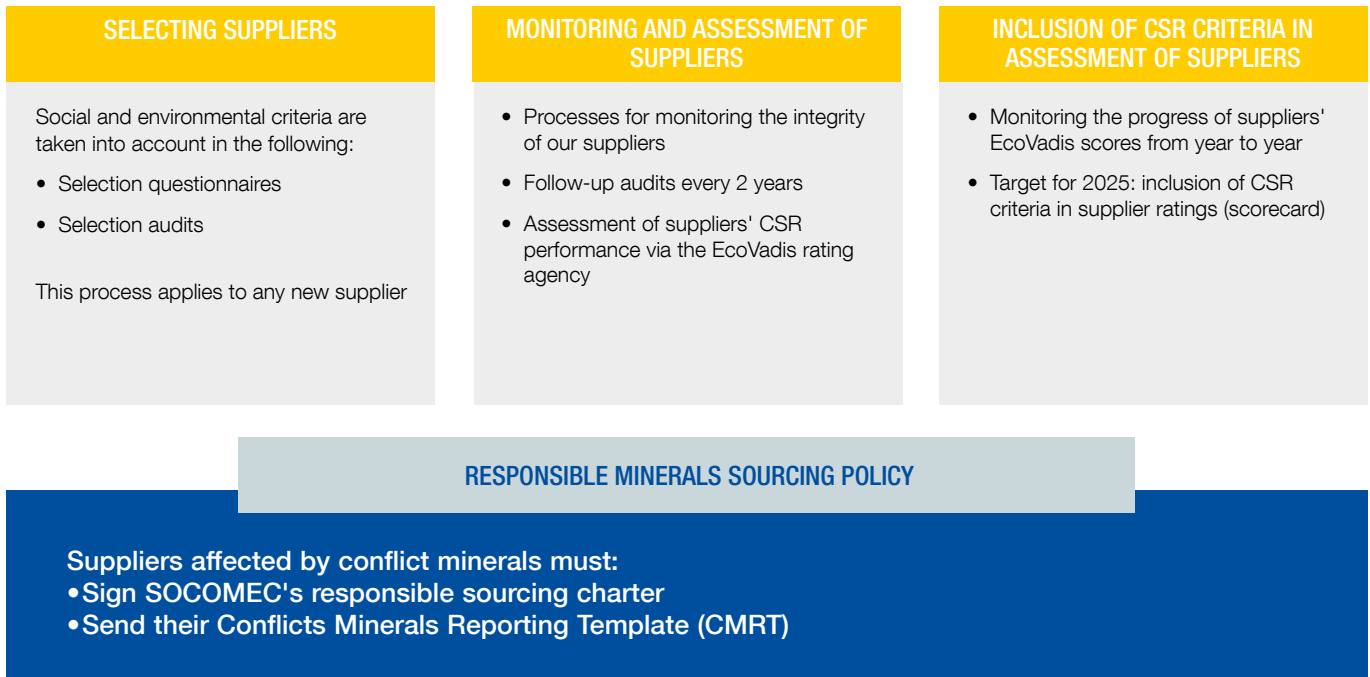 SELECTING SUPPLIERS
Social and environmental criteria are
taken into account in the following:
• Selection questionnaires
• Selection audits
This process applies to any new supplier
MONITORING AND ASSESSMENT OF
SUPPLIERS
• Processes for monitoring the integrity
of our suppliers
• Follow-up audits every 2 years
• Assessment of suppliers' CSR
performance via the EcoVadis rating
agency
INCLUSION OF CSR CRITERIA IN
ASSESSMENT OF SUPPLIERS
• Monitoring the progress of suppliers'
EcoVadis scores from year to year
• Target for 2025: inclusion of CSR
criteria in supplier ratings (scorecard)
RESPONSIBLE MINERALS SOURCING POLICY
Suppliers affected by conflict minerals must:
•Sign SOCOMEC's responsible sourcing charter
•Send their Conflicts Minerals Reporting Template (CMRT)